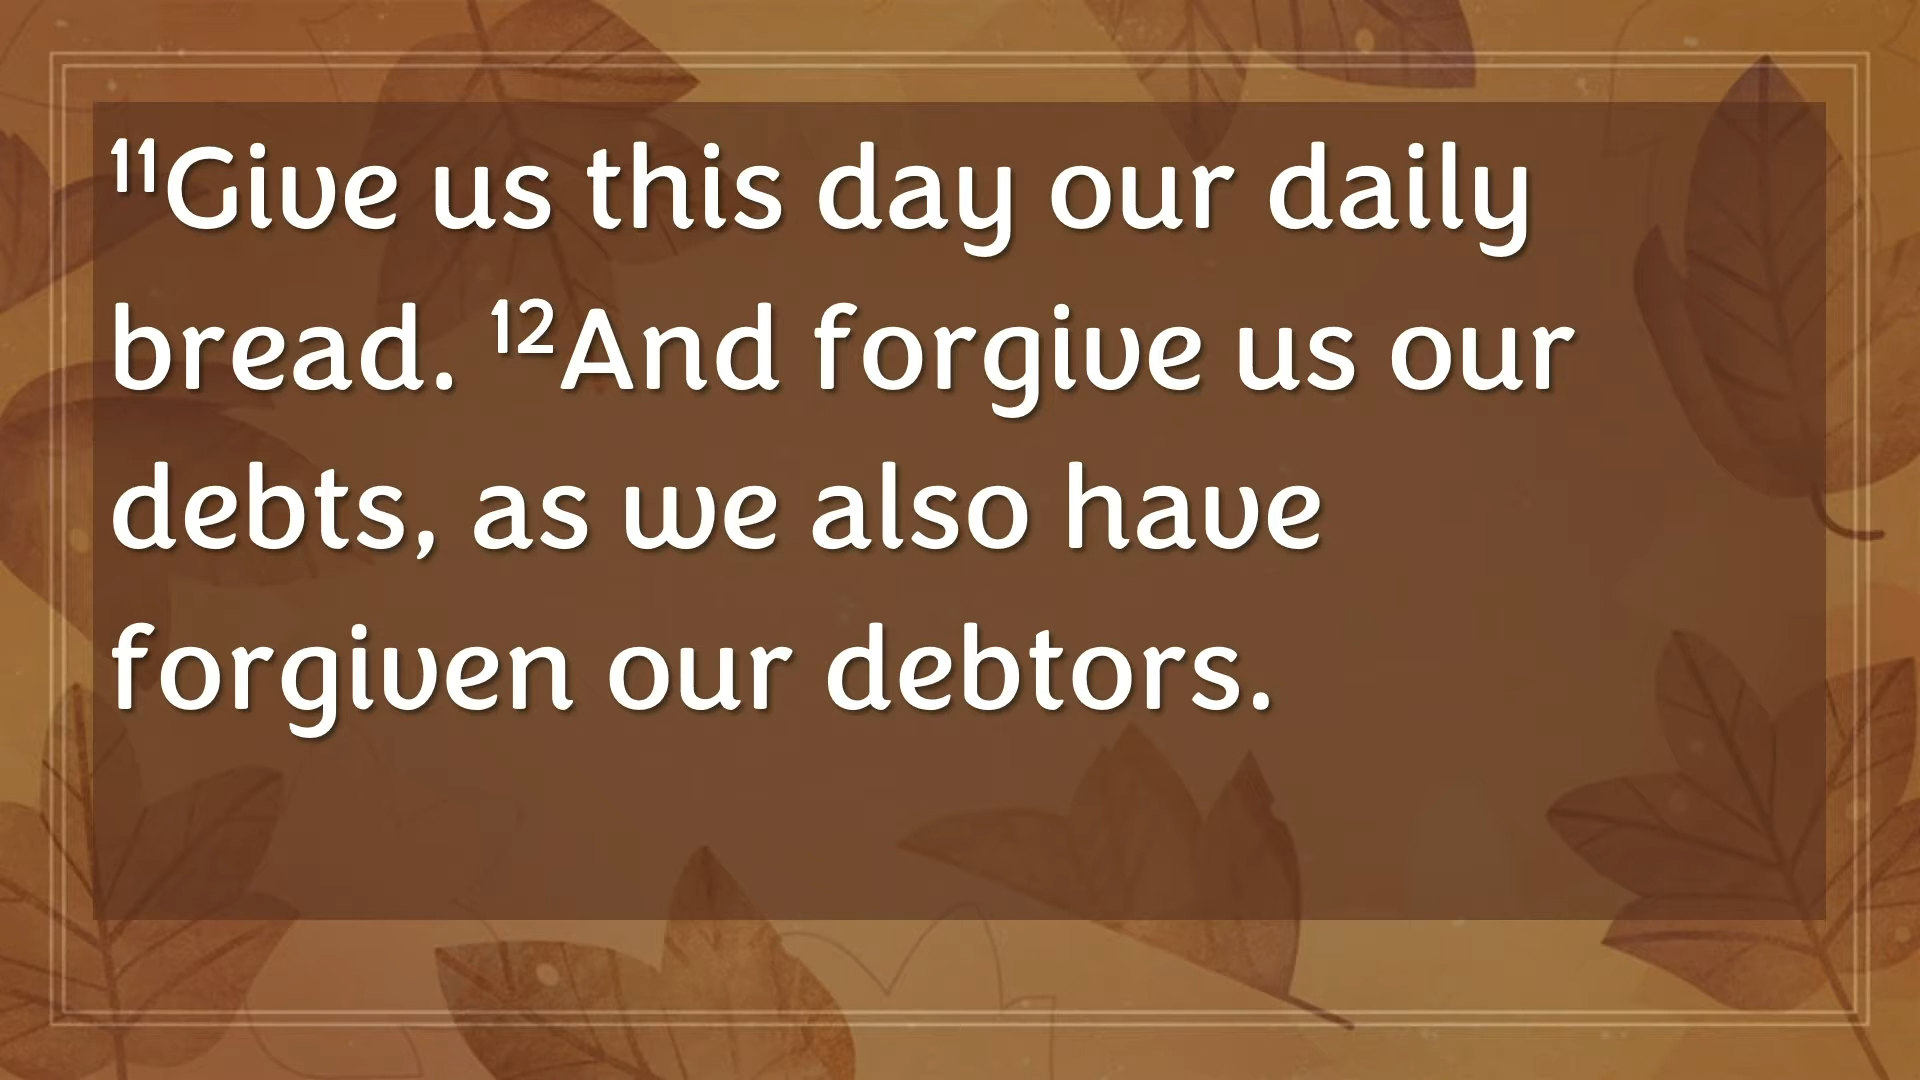 ¹¹Give us this day our daily
bread. ¹²And forgive us our
debts, as we also have
forgiven our debtors.